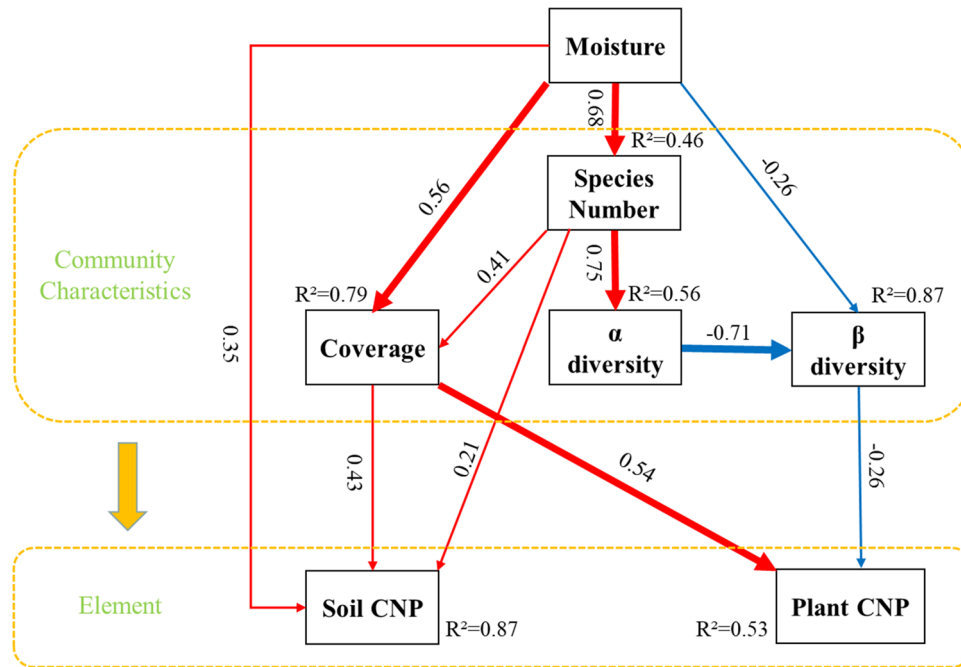 Moisture
0.68
R²=0.46
-0.26
0.56
Species
Number
Community
Characteristics
0.41
0.75
R²=0.79
R²=0.56
R²=0.87
Coverage
α
diversity
-0.71
β
diversity
0.35
0.43
0.21
0.54
-0.26
Element
Soil CNP
R²=0.87
R²=0.53
Plant CNP